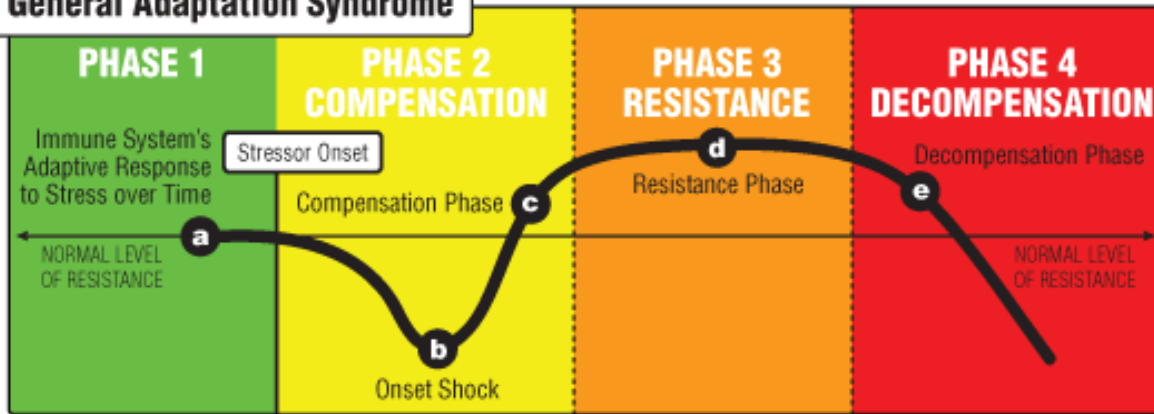 General Adaptation Syndrome
PHASE 1
Immune System's
Adaptive Response
to Stress over Time
a
NORMAL LEVEL
OF RESISTANCE
Stressor Onset
PHASE 2
COMPENSATION
Compensation Phase
c
b
Onset Shock
PHASE 3
RESISTANCE
d
Resistance Phase
PHASE 4
DECOMPENSATION
Decompensation Phase
e
NORMAL LEVEL
OF RESISTANCE